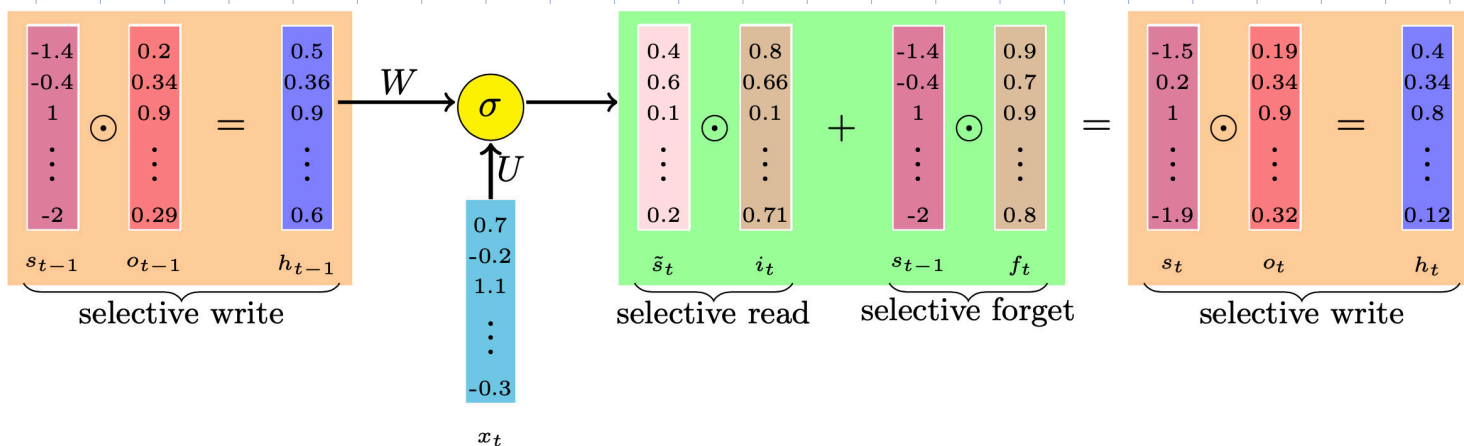 -1.4 0.2 0.5 0.4 0.8 -1.4 0.9 -1.5 0.19 0.4
-0.4 0.34 0.36 W 0.6 0.66 -0.4 0.7 0.2 0.34 0.34
1 ⊙ 0.9 = 0.9 σ 0.1 ⊙ 0.1 + 1 ⊙ 0.9 = 1 ⊙ 0.9 = 0.8
⋮ ⋮ ⋮ U ⋮ ⋮ ⋮ ⋮ ⋮ ⋮ ⋮
-2 0.29 0.6 0.2 0.71 -2 0.8 -1.9 0.32 0.12
0.7
-0.2
1.1
⋮
-0.3
x_t
s_{t-1} o_{t-1} h_{t-1} s̃_t i_t s_{t-1} f_t s_t o_t h_t
selective write selective read selective forget selective write